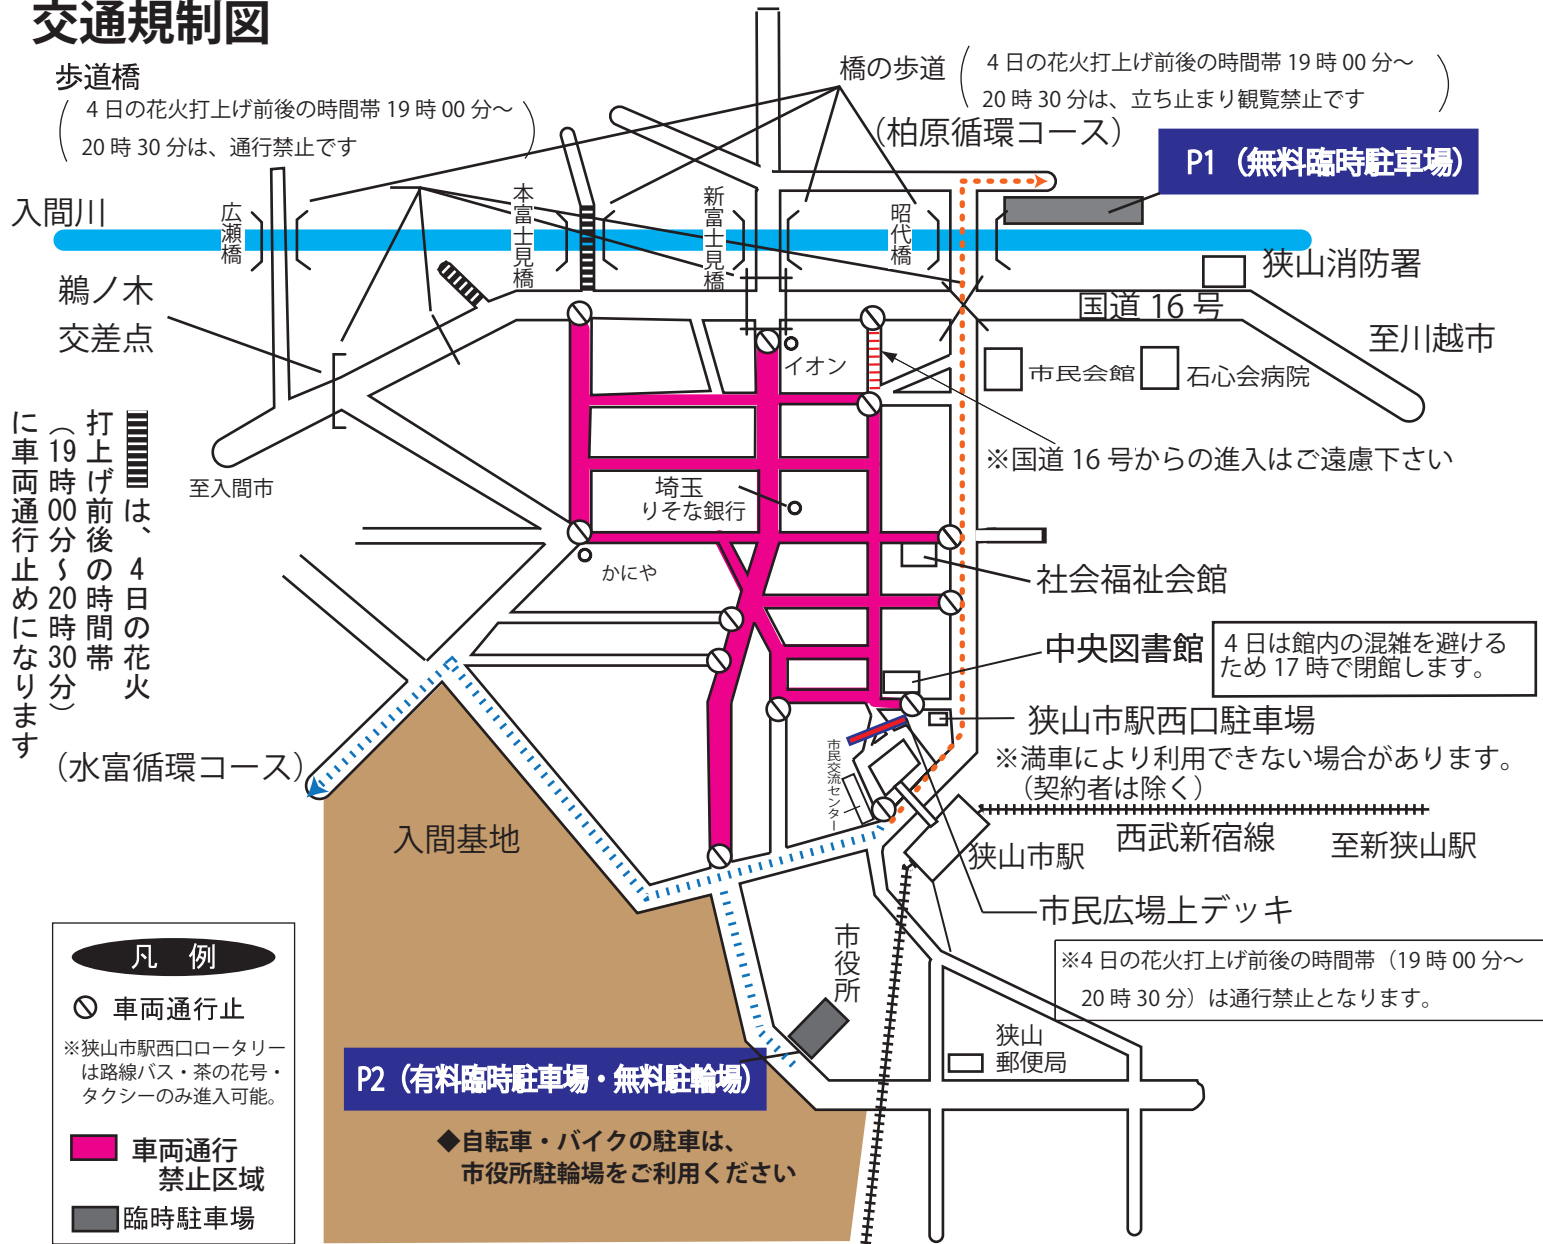 交通規制図
歩道橋
4日の花火打上げ前後の時間帯 19時00分～
20時30分は、通行禁止です
橋の歩道
4日の花火打上げ前後の時間帯 19時00分～
20時30分は、立ち止まり観覧禁止です
（柏原循環コース）
P1（無料臨時駐車場）
入間川
広瀬橋
本富士見橋
新富士見橋
昭代橋
狭山消防署
鵜ノ木
交差点
国道16号
至川越市
イオン
市民会館
石心会病院
※国道16号からの進入はご遠慮下さい
至入間市
は、4日の花火
打上げ前後の時間帯
（19時00分～20時30分）
に車両通行止めになります
埼玉
りそな銀行
かにや
社会福祉会館
中央図書館
4日は館内の混雑を避ける
ため17時で閉館します。
狭山市駅西口駐車場
※満車により利用できない場合があります。
（契約者は除く）
市民交流センター
（水富循環コース）
入間基地
狭山市駅
西武新宿線
至新狭山駅
市民広場上デッキ
※4日の花火打上げ前後の時間帯（19時00分～
20時30分）は通行禁止となります。
市役所
狭山
郵便局
P2（有料臨時駐車場・無料駐輪場）
◆自転車・バイクの駐車は、
市役所駐輪場をご利用ください
凡 例
車両通行止
※狭山市駅西口ロータリー
は路線バス・茶の花号・
タクシーのみ進入可能。
車両通行
禁止区域
臨時駐車場